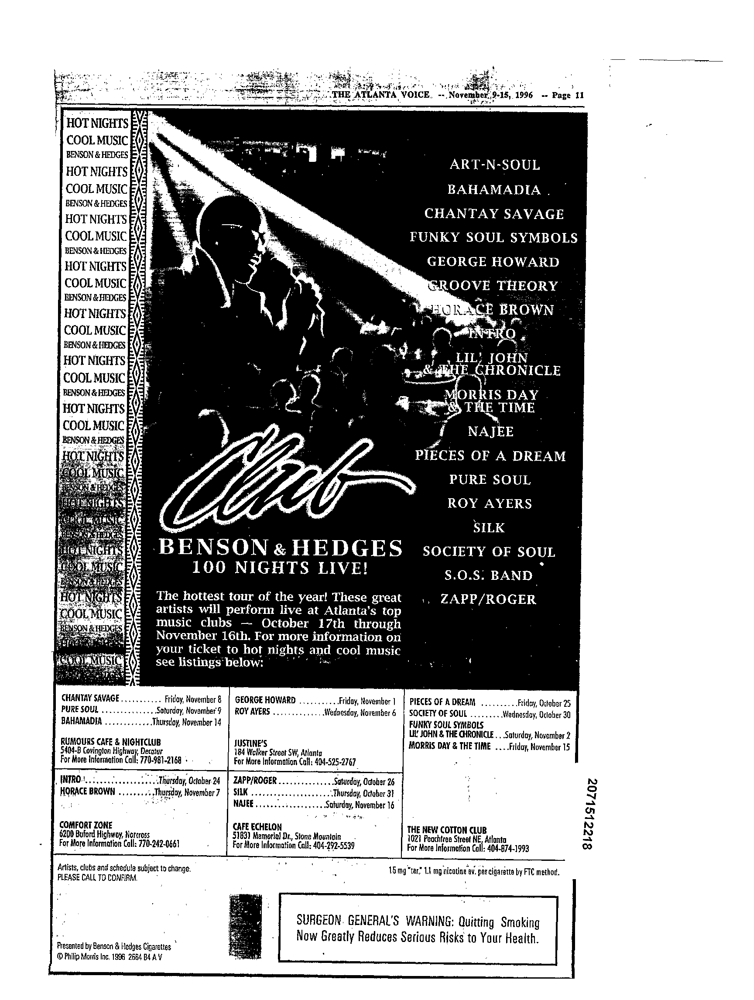 THE ATLANTA VOICE -- November 9-15, 1996 -- Page 11
HOT NIGHTS
COOL MUSIC
BENSON & HEDGES
HOT NIGHTS
COOL MUSIC
BENSON & HEDGES
HOT NIGHTS
COOL MUSIC
BENSON & HEDGES
HOT NIGHTS
COOL MUSIC
BENSON & HEDGES
HOT NIGHTS
COOL MUSIC
BENSON & HEDGES
HOT NIGHTS
COOL MUSIC
BENSON & HEDGES
HOT NIGHTS
COOL MUSIC
BENSON & HEDGES
HOT NIGHTS
COOL MUSIC
BENSON & HEDGES
HOT NIGHTS
COOL MUSIC
BENSON & HEDGES
HOT NIGHTS
COOL MUSIC
BENSON & HEDGES
HOT NIGHTS
COOL MUSIC
BENSON & HEDGES
COOL MUSIC
ART-N-SOUL
BAHAMADIA
CHANTAY SAVAGE
FUNKY SOUL SYMBOLS
GEORGE HOWARD
GROOVE THEORY
HORACE BROWN
INTRO
LIL' JOHN
& THE CHRONICLE
MORRIS DAY
& THE TIME
NAJEE
PIECES OF A DREAM
PURE SOUL
ROY AYERS
SILK
SOCIETY OF SOUL
S.O.S. BAND
ZAPP/ROGER
Club
BENSON & HEDGES
100 NIGHTS LIVE!
The hottest tour of the year! These great
artists will perform live at Atlanta's top
music clubs — October 17th through
November 16th. For more information on
your ticket to hot nights and cool music
see listings below:
CHANTAY SAVAGE ........... Friday, November 8
PURE SOUL ...............Saturday, November 9
BAHAMADIA .............Thursday, November 14
RUMOURS CAFE & NIGHTCLUB
5404-B Covington Highway, Decatur
For More Information Call: 770-981-2168
GEORGE HOWARD ...........Friday, November 1
ROY AYERS ..............Wednesday, November 6
JUSTINE'S
184 Walker Street SW, Atlanta
For More Information Call: 404-525-2767
PIECES OF A DREAM ..........Friday, October 25
SOCIETY OF SOUL .........Wednesday, October 30
FUNKY SOUL SYMBOLS
LIL' JOHN & THE CHRONICLE ...Saturday, November 2
MORRIS DAY & THE TIME ....Friday, November 15
THE NEW COTTON CLUB
1021 Peachtree Street NE, Atlanta
For More Information Call: 404-874-1993
INTRO ....................Thursday, October 24
HORACE BROWN ..........Thursday, November 7
COMFORT ZONE
6200 Buford Highway, Norcross
For More Information Call: 770-242-0661
ZAPP/ROGER ...............Saturday, October 26
SILK ......................Thursday, October 31
NAJEE ...................Saturday, November 16
CAFE ECHELON
51831 Memorial Dr., Stone Mountain
For More Information Call: 404-292-5539
2071512218
Artists, clubs and schedule subject to change.
PLEASE CALL TO CONFIRM.
15 mg "tar," 1.1 mg nicotine av. per cigarette by FTC method.
SURGEON GENERAL'S WARNING: Quitting Smoking
Now Greatly Reduces Serious Risks to Your Health.
Presented by Benson & Hedges Cigarettes
© Philip Morris Inc. 1996 2664 B4 A V